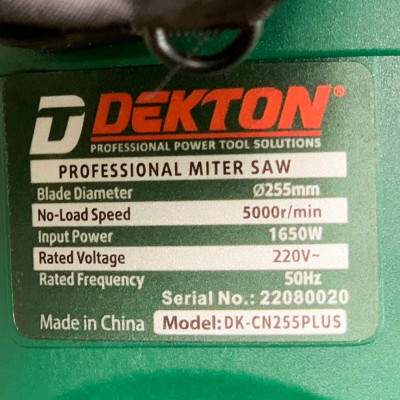 DEKTON®
PROFESSIONAL POWER TOOL SOLUTIONS
PROFESSIONAL MITER SAW
Blade Diameter Ø255mm
No-Load Speed 5000r/min
Input Power 1650W
Rated Voltage 220V~
Rated Frequency 50Hz
Serial No.: 22080020
Made in China Model:DK-CN255PLUS